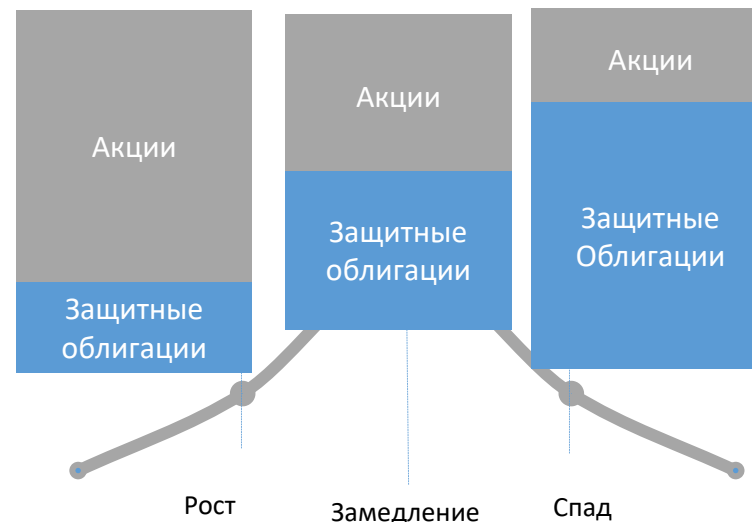 Акции
Защитные
облигации
Акции
Защитные
облигации
Акции
Защитные
Облигации
Рост
Замедление
Спад